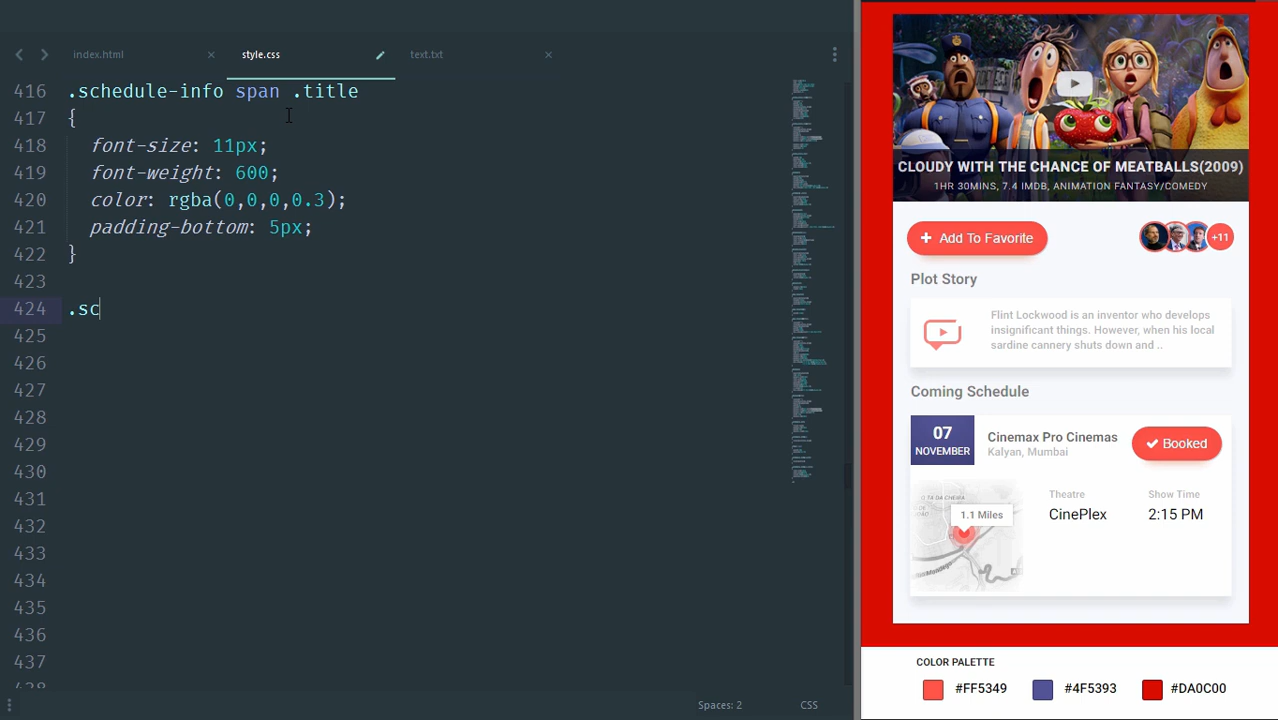 index.html ×
style.css
text.txt ×
416 .schedule-info span .title
417 {
418 font-size: 11px;
419 font-weight: 600;
420 color: rgba(0,0,0,0.3);
421 padding-bottom: 5px;
422 }
423
424 .sc
425
426
427
428
429
430
431
432
433
434
435
436
437
438
Spaces: 2 CSS
CLOUDY WITH THE CHANCE OF MEATBALLS(2009)
1HR 30MINS, 7.4 IMDB, ANIMATION FANTASY/COMEDY
Add To Favorite
+11
Plot Story
Flint Lockwood is an inventor who develops
insignificant things. However, when his local
sardine cannery shuts down and ..
Coming Schedule
07
NOVEMBER
Cinemax Pro Cinemas
Kalyan, Mumbai
Booked
1.1 Miles
Theatre
CinePlex
Show Time
2:15 PM
COLOR PALETTE
#FF5349 #4F5393 #DA0C00